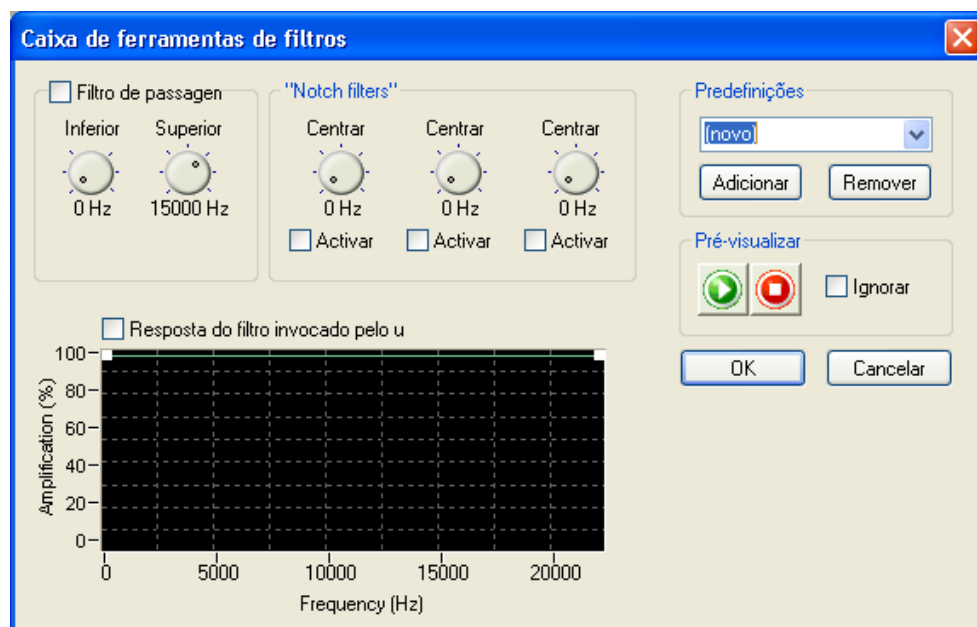 Caixa de ferramentas de filtros
Filtro de passagen
Inferior Superior
0 Hz 15000 Hz
"Notch filters"
Centrar Centrar Centrar
0 Hz 0 Hz 0 Hz
Activar Activar Activar
Predefinições
(novo)
Adicionar Remover
Pré-visualizar
Ignorar
OK Cancelar
Resposta do filtro invocado pelo u
100
80
60
40
20
0
Amplification (%)
0 5000 10000 15000 20000
Frequency (Hz)